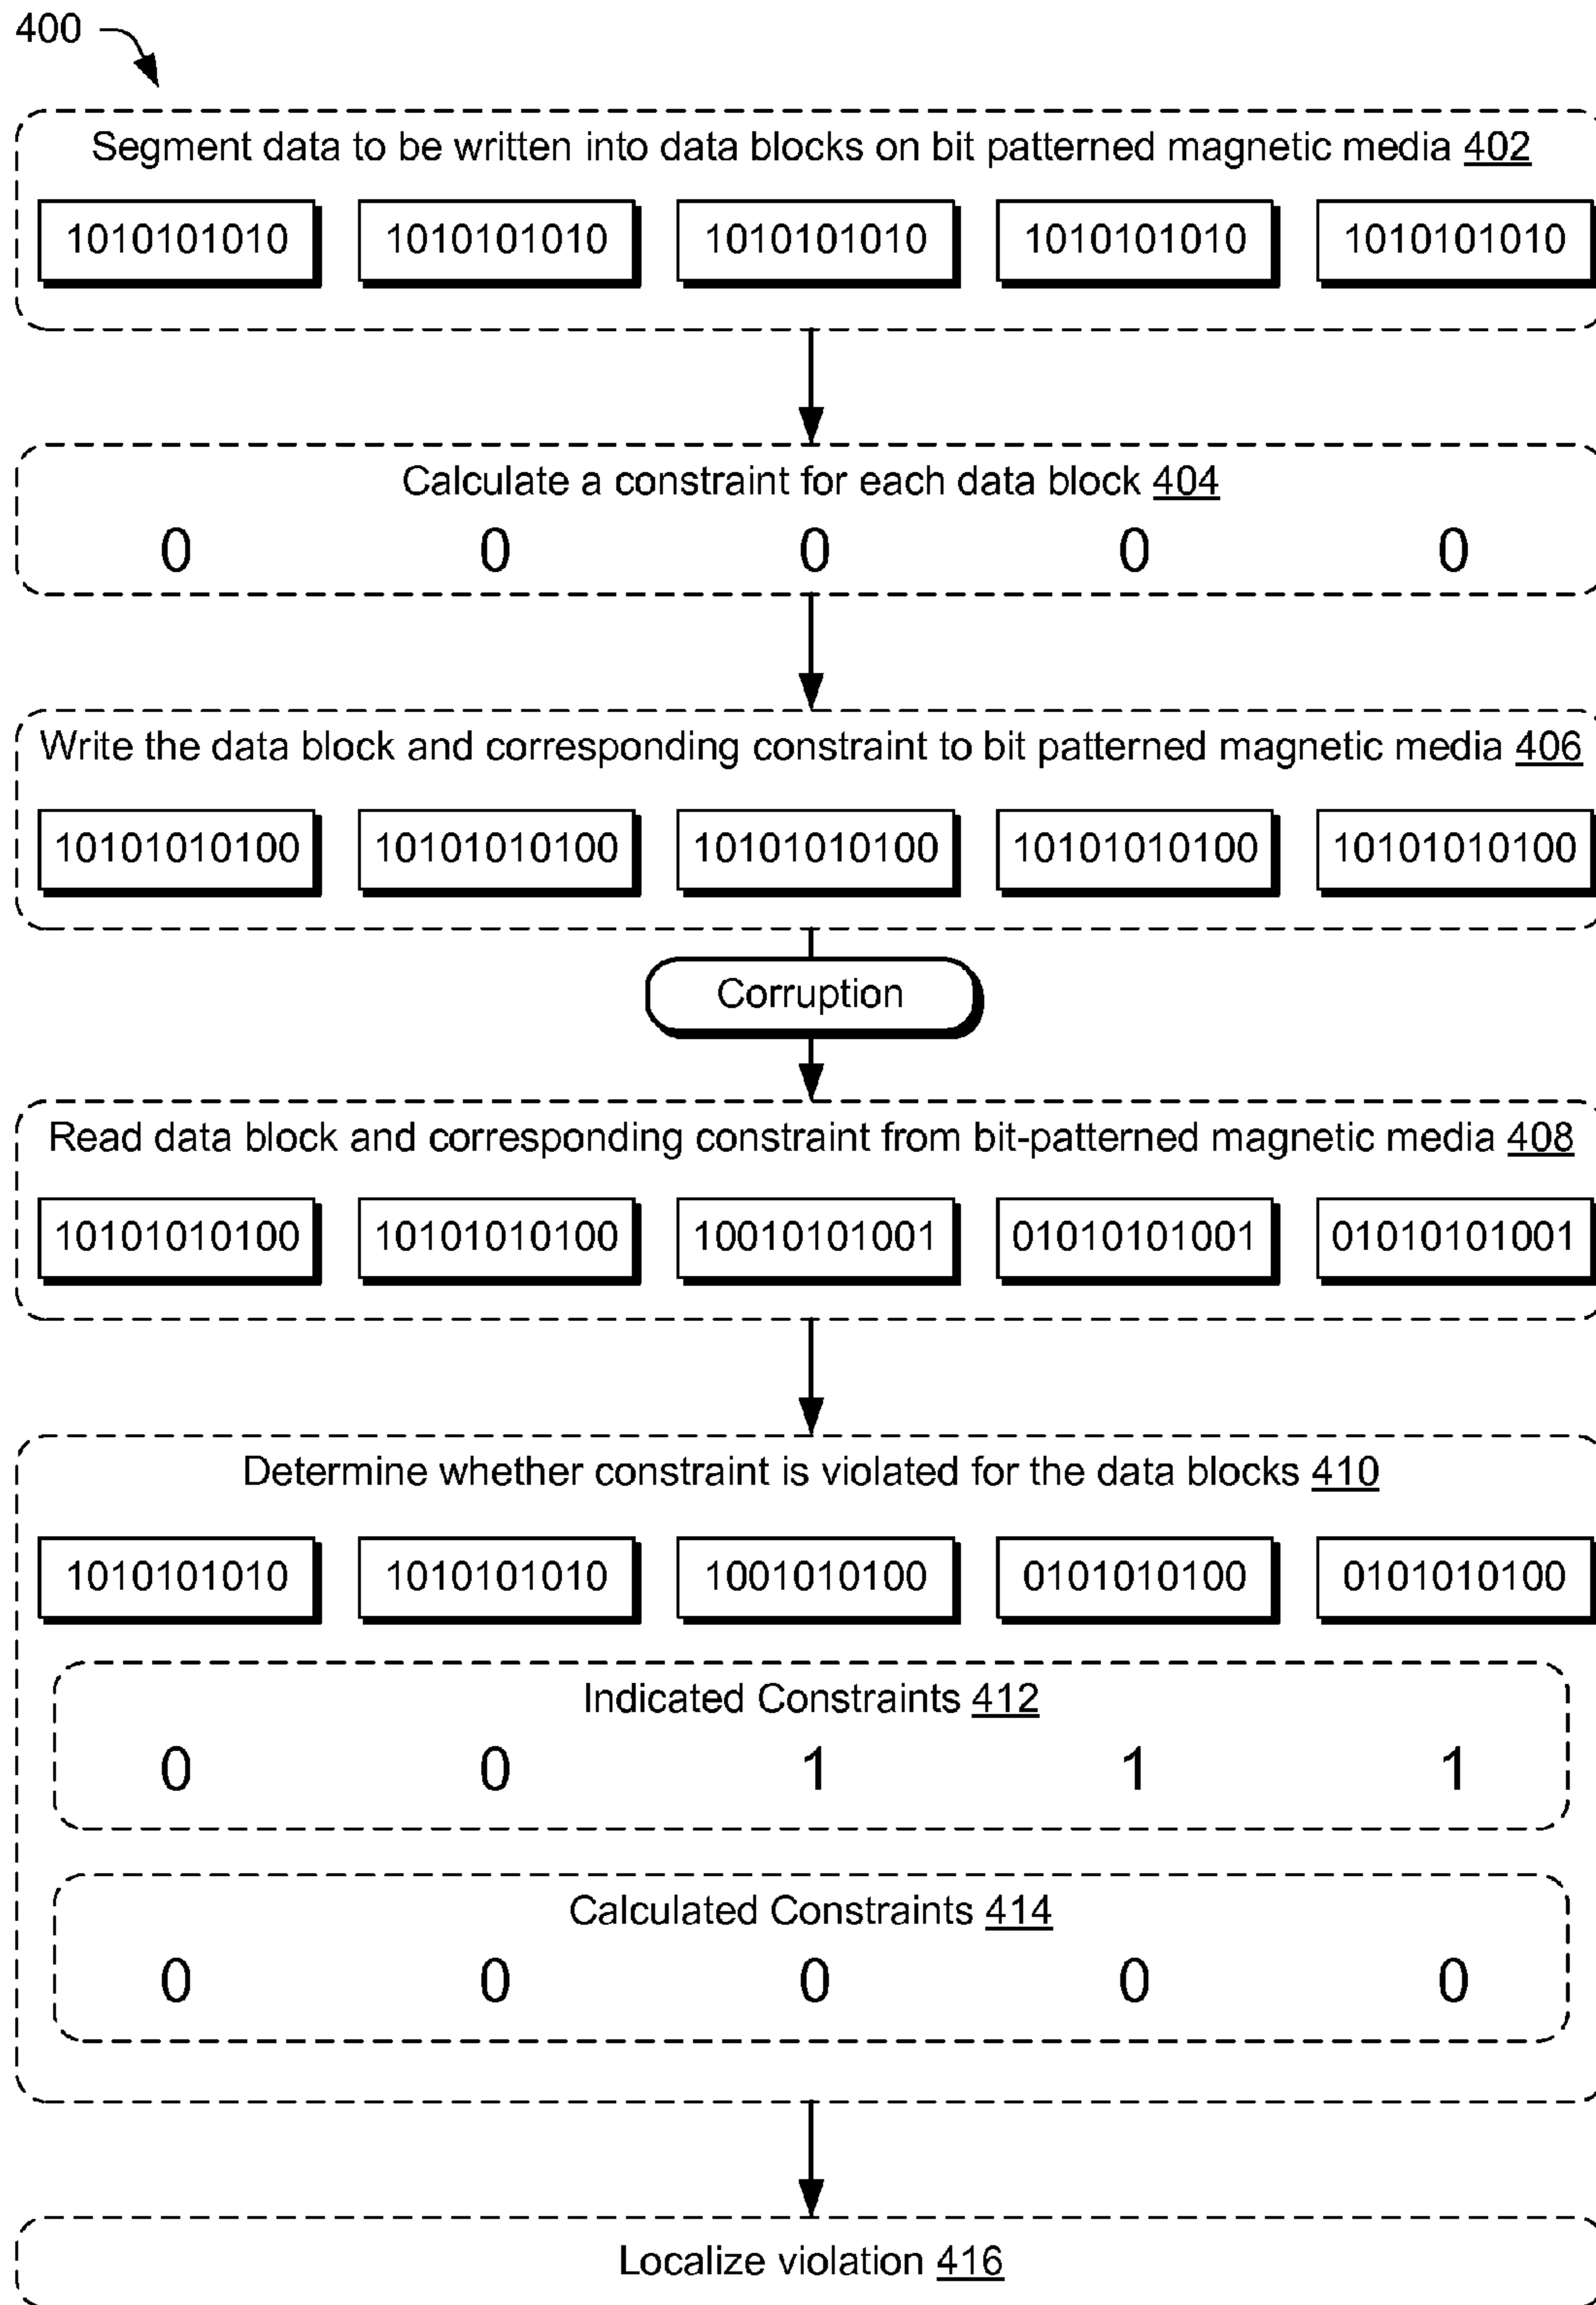 400
Segment data to be written into data blocks on bit patterned magnetic media 402
1010101010 1010101010 1010101010 1010101010 1010101010
Calculate a constraint for each data block 404
0 0 0 0 0
Write the data block and corresponding constraint to bit patterned magnetic media 406
10101010100 10101010100 10101010100 10101010100 10101010100
Corruption
Read data block and corresponding constraint from bit-patterned magnetic media 408
10101010100 10101010100 10010101001 01010101001 01010101001
Determine whether constraint is violated for the data blocks 410
1010101010 1010101010 1001010100 0101010100 0101010100
Indicated Constraints 412
0 0 1 1 1
Calculated Constraints 414
0 0 0 0 0
Localize violation 416